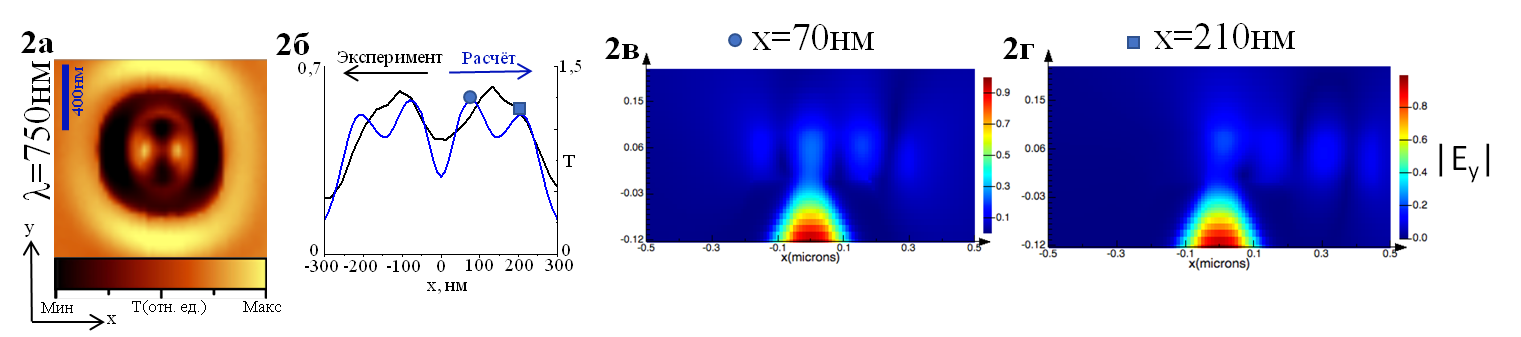 2а
λ=750нм
400нм
y
x
Мин
T(отн. ед.)
Макс
2б
Эксперимент
Расчёт
0,7
1,5
T
0
0
-300 -200 -100 0 100 200 300
x, нм
2в
x=70нм
0.15
0.06
-0.03
-0.12
-0.5 -0.3 -0.1 0.1 0.3 0.5
x(microns)
0.9
0.7
0.5
0.3
0.1
2г
x=210нм
0.15
0.06
-0.03
-0.12
-0.5 -0.3 -0.1 0.1 0.3 0.5
x(microns)
0.8
0.6
0.4
0.2
0.0
|Ey|